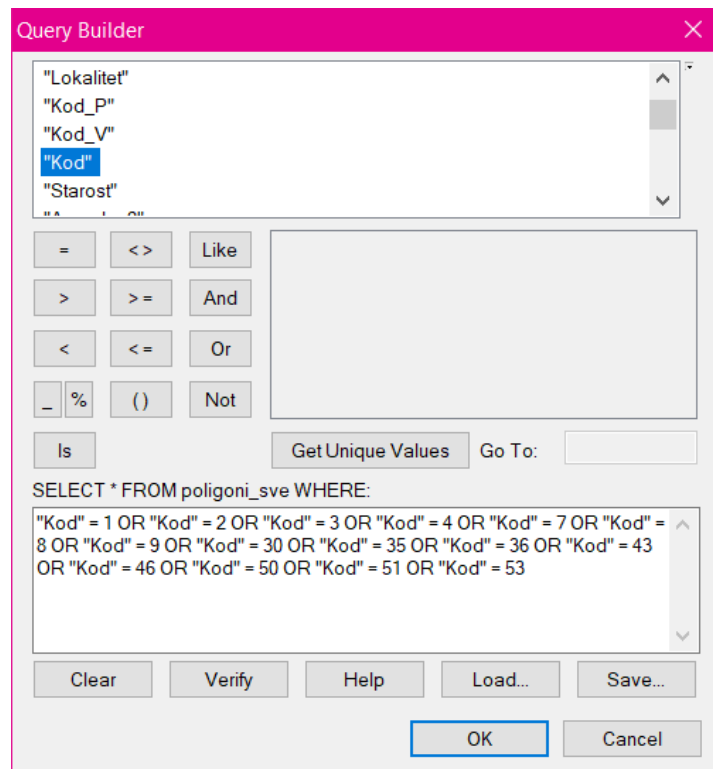 Query Builder
"Lokalitet"
"Kod_P"
"Kod_V"
"Kod"
"Starost"
= <> Like
> >= And
< <= Or
_ % () Not
Is Get Unique Values Go To:
SELECT * FROM poligoni_sve WHERE:
"Kod" = 1 OR "Kod" = 2 OR "Kod" = 3 OR "Kod" = 4 OR "Kod" = 7 OR "Kod" =
8 OR "Kod" = 9 OR "Kod" = 30 OR "Kod" = 35 OR "Kod" = 36 OR "Kod" = 43
OR "Kod" = 46 OR "Kod" = 50 OR "Kod" = 51 OR "Kod" = 53
Clear Verify Help Load... Save...
OK Cancel